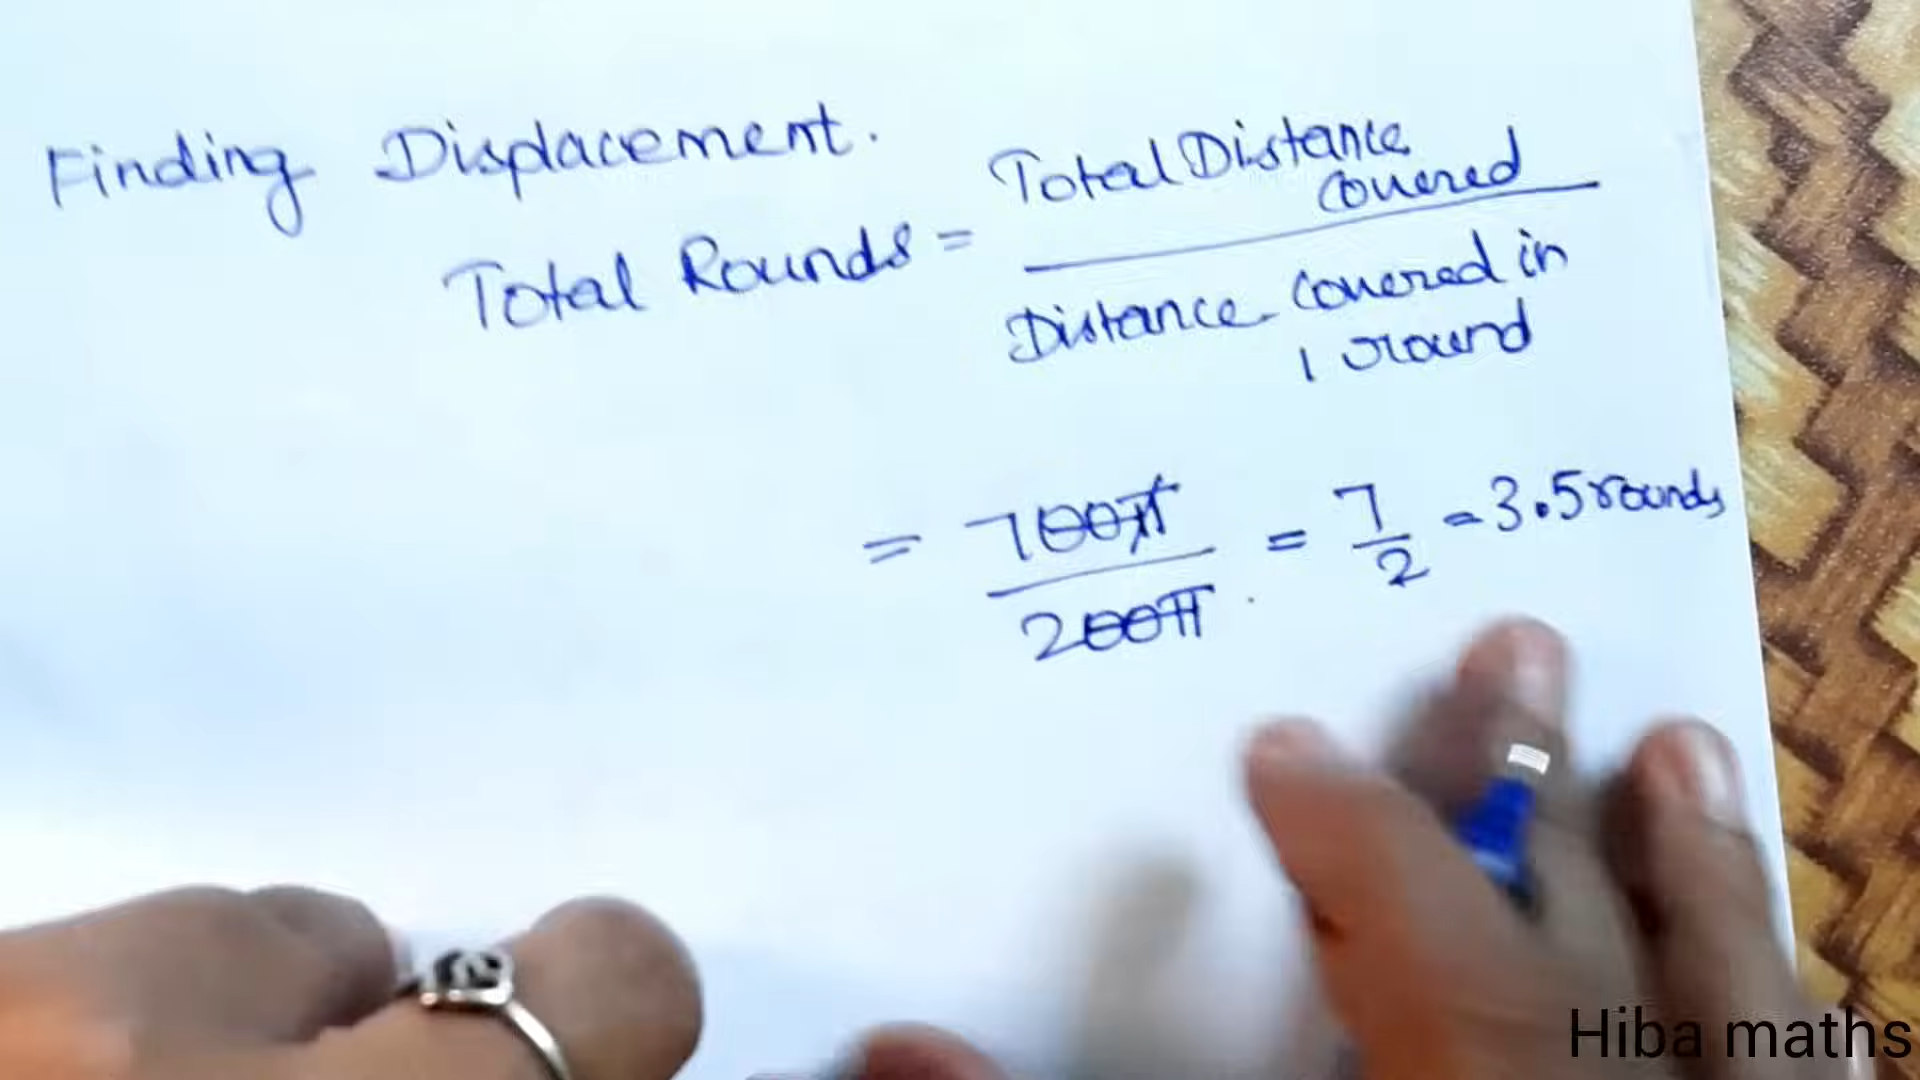 Finding Displacement.
Total Rounds = Total Distance covered / Distance covered in 1 round
= 700π / 200π = 7/2 = 3.5 rounds
Hiba maths